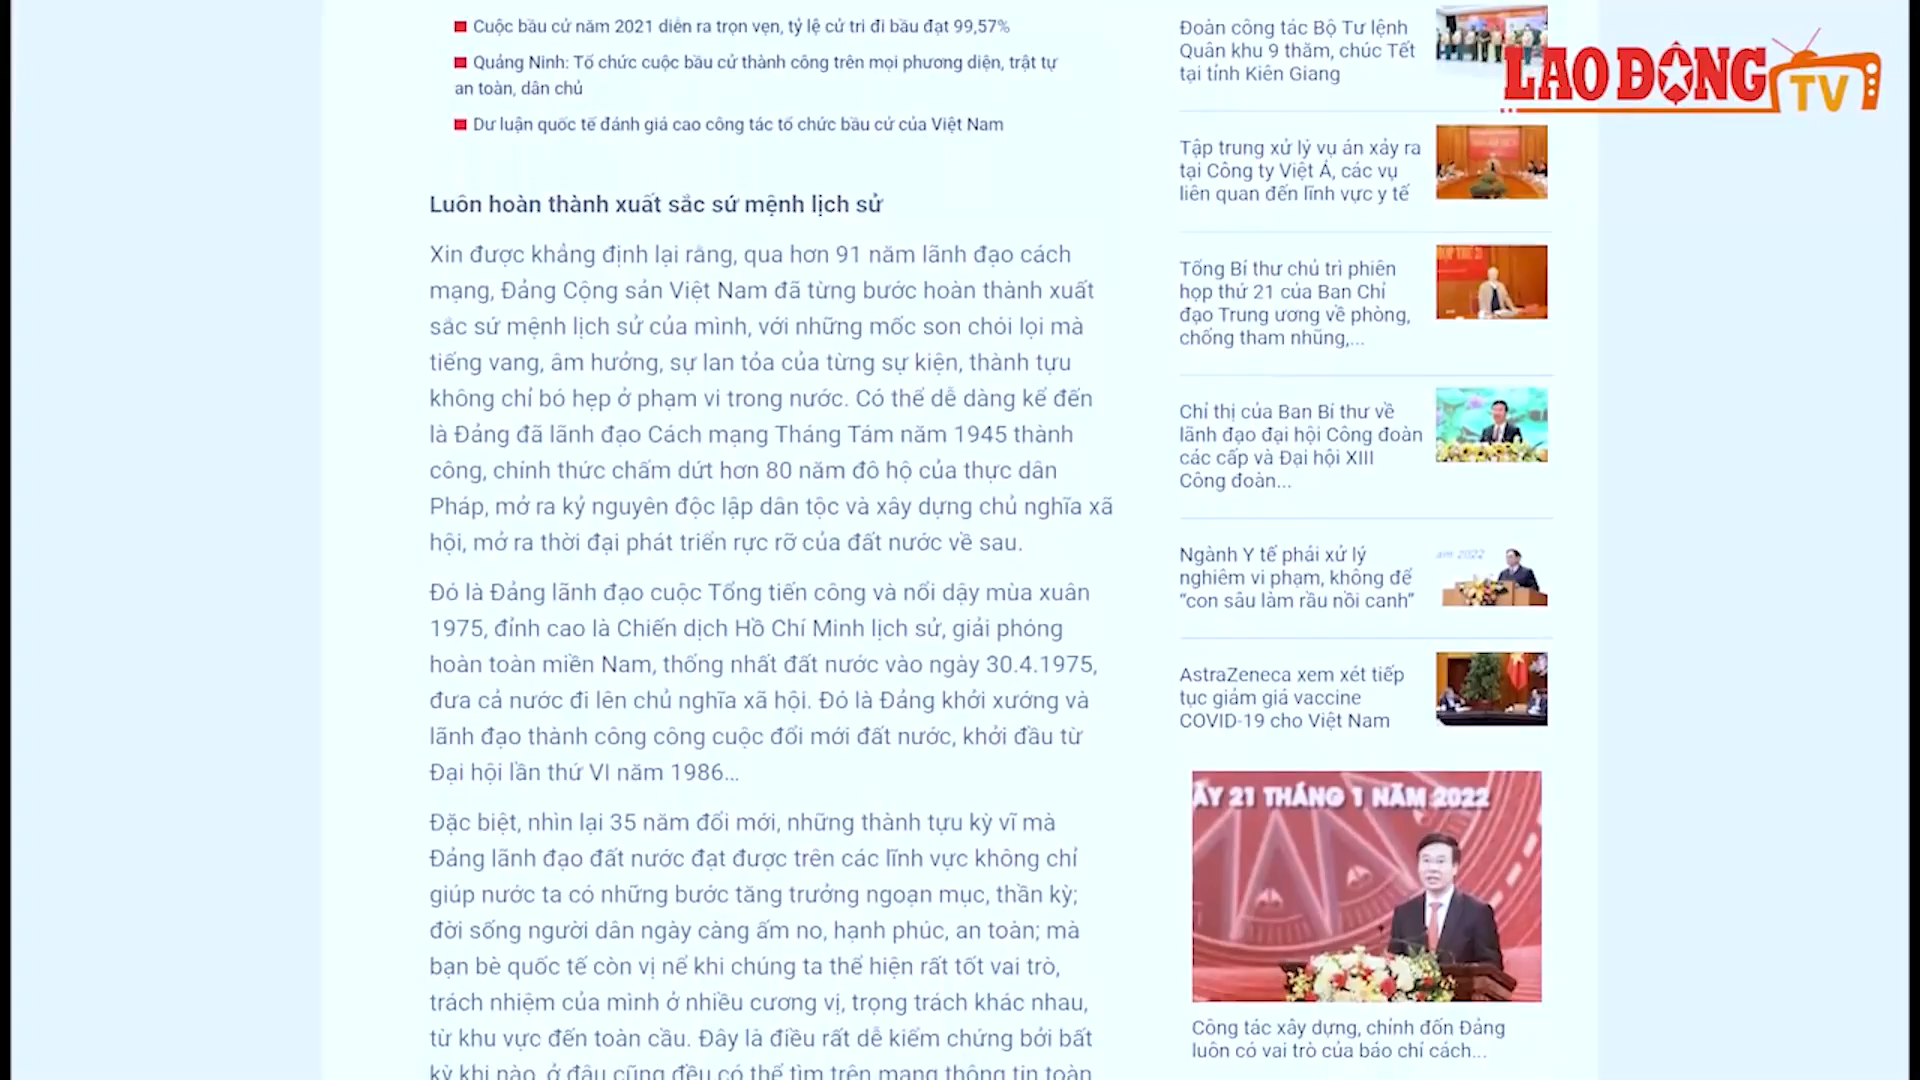 Cuộc bầu cử năm 2021 diễn ra trọn vẹn, tỷ lệ cử tri đi bầu đạt 99,57%
Quảng Ninh: Tổ chức cuộc bầu cử thành công trên mọi phương diện, trật tự
an toàn, dân chủ
Dư luận quốc tế đánh giá cao công tác tổ chức bầu cử của Việt Nam
Luôn hoàn thành xuất sắc sứ mệnh lịch sử
Xin được khẳng định lại rằng, qua hơn 91 năm lãnh đạo cách
mạng, Đảng Cộng sản Việt Nam đã từng bước hoàn thành xuất
sắc sứ mệnh lịch sử của mình, với những mốc son chói lọi mà
tiếng vang, âm hưởng, sự lan tỏa của từng sự kiện, thành tựu
không chỉ bó hẹp ở phạm vi trong nước. Có thể dễ dàng kể đến
là Đảng đã lãnh đạo Cách mạng Tháng Tám năm 1945 thành
công, chính thức chấm dứt hơn 80 năm đô hộ của thực dân
Pháp, mở ra kỷ nguyên độc lập dân tộc và xây dựng chủ nghĩa xã
hội, mở ra thời đại phát triển rực rỡ của đất nước về sau.
Đó là Đảng lãnh đạo cuộc Tổng tiến công và nổi dậy mùa xuân
1975, đỉnh cao là Chiến dịch Hồ Chí Minh lịch sử, giải phóng
hoàn toàn miền Nam, thống nhất đất nước vào ngày 30.4.1975,
đưa cả nước đi lên chủ nghĩa xã hội. Đó là Đảng khởi xướng và
lãnh đạo thành công công cuộc đổi mới đất nước, khởi đầu từ
Đại hội lần thứ VI năm 1986...
Đặc biệt, nhìn lại 35 năm đổi mới, những thành tựu kỳ vĩ mà
Đảng lãnh đạo đất nước đạt được trên các lĩnh vực không chỉ
giúp nước ta có những bước tăng trưởng ngoạn mục, thần kỳ;
đời sống người dân ngày càng ấm no, hạnh phúc, an toàn; mà
bạn bè quốc tế còn vị nể khi chúng ta thể hiện rất tốt vai trò,
trách nhiệm của mình ở nhiều cương vị, trọng trách khác nhau,
từ khu vực đến toàn cầu. Đây là điều rất dễ kiểm chứng bởi bất
kỳ khi nào, ở đâu cũng đều có thể tìm trên mạng thông tin toàn
Đoàn công tác Bộ Tư lệnh
Quân khu 9 thăm, chúc Tết
tại tỉnh Kiên Giang
LAO ĐỘNG TV
Tập trung xử lý vụ án xảy ra
tại Công ty Việt Á, các vụ
liên quan đến lĩnh vực y tế
Tổng Bí thư chủ trì phiên
họp thứ 21 của Ban Chỉ
đạo Trung ương về phòng,
chống tham nhũng,...
Chỉ thị của Ban Bí thư về
lãnh đạo đại hội Công đoàn
các cấp và Đại hội XIII
Công đoàn...
Ngành Y tế phải xử lý
nghiêm vi phạm, không để
“con sâu làm rầu nồi canh”
am 2022
AstraZeneca xem xét tiếp
tục giảm giá vaccine
COVID-19 cho Việt Nam
ÀY 21 THÁNG 1 NĂM 2022
Công tác xây dựng, chỉnh đốn Đảng
luôn có vai trò của báo chí cách...